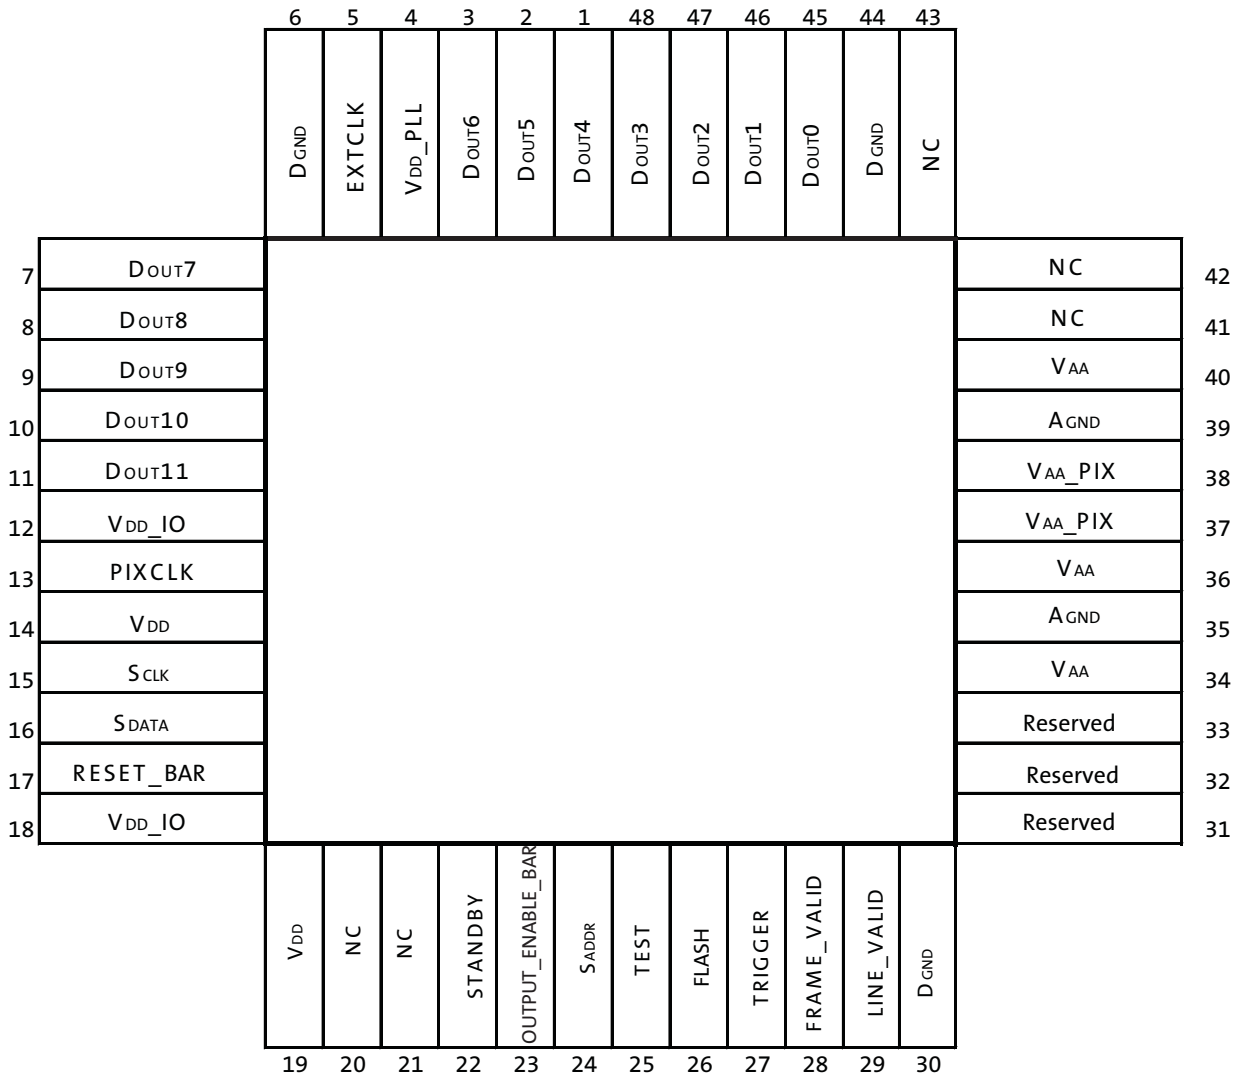 6 5 4 3 2 1 48 47 46 45 44 43
DGND
EXTCLK
VDD_PLL
DOUT6
DOUT5
DOUT4
DOUT3
DOUT2
DOUT1
DOUT0
DGND
NC
7 DOUT7
8 DOUT8
9 DOUT9
10 DOUT10
11 DOUT11
12 VDD_IO
13 PIXCLK
14 VDD
15 SCLK
16 SDATA
17 RESET_BAR
18 VDD_IO
NC 42
NC 41
VAA 40
AGND 39
VAA_PIX 38
VAA_PIX 37
VAA 36
AGND 35
VAA 34
Reserved 33
Reserved 32
Reserved 31
VDD
NC
NC
STANDBY
OUTPUT_ENABLE_BAR
SADDR
TEST
FLASH
TRIGGER
FRAME_VALID
LINE_VALID
DGND
19 20 21 22 23 24 25 26 27 28 29 30